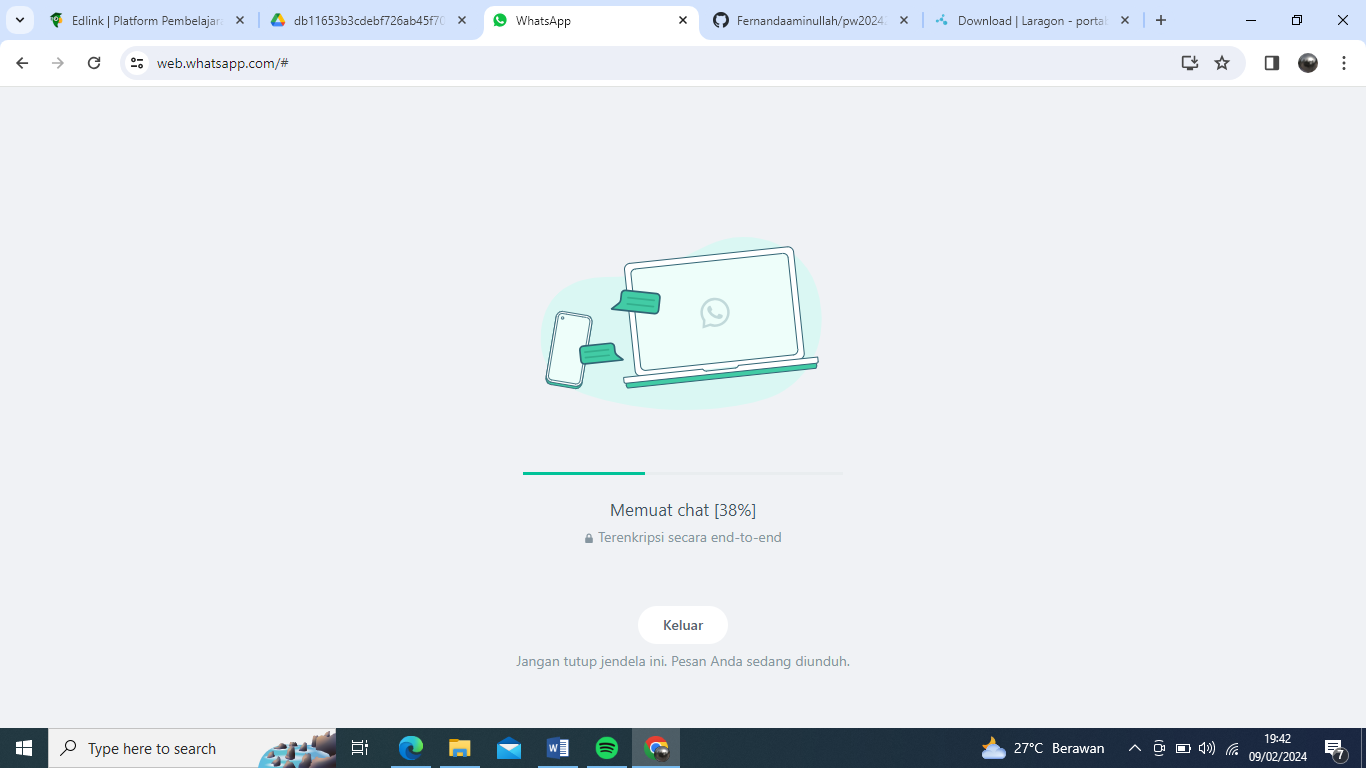 Edlink | Platform Pembelajar
db11653b3cdebf726ab45f70
WhatsApp
Fernandaaminullah/pw2024
Download | Laragon - portab
web.whatsapp.com/#
Memuat chat [38%]
Terenkripsi secara end-to-end
Keluar
Jangan tutup jendela ini. Pesan Anda sedang diunduh.
Type here to search
27°C Berawan
19:42
09/02/2024
7